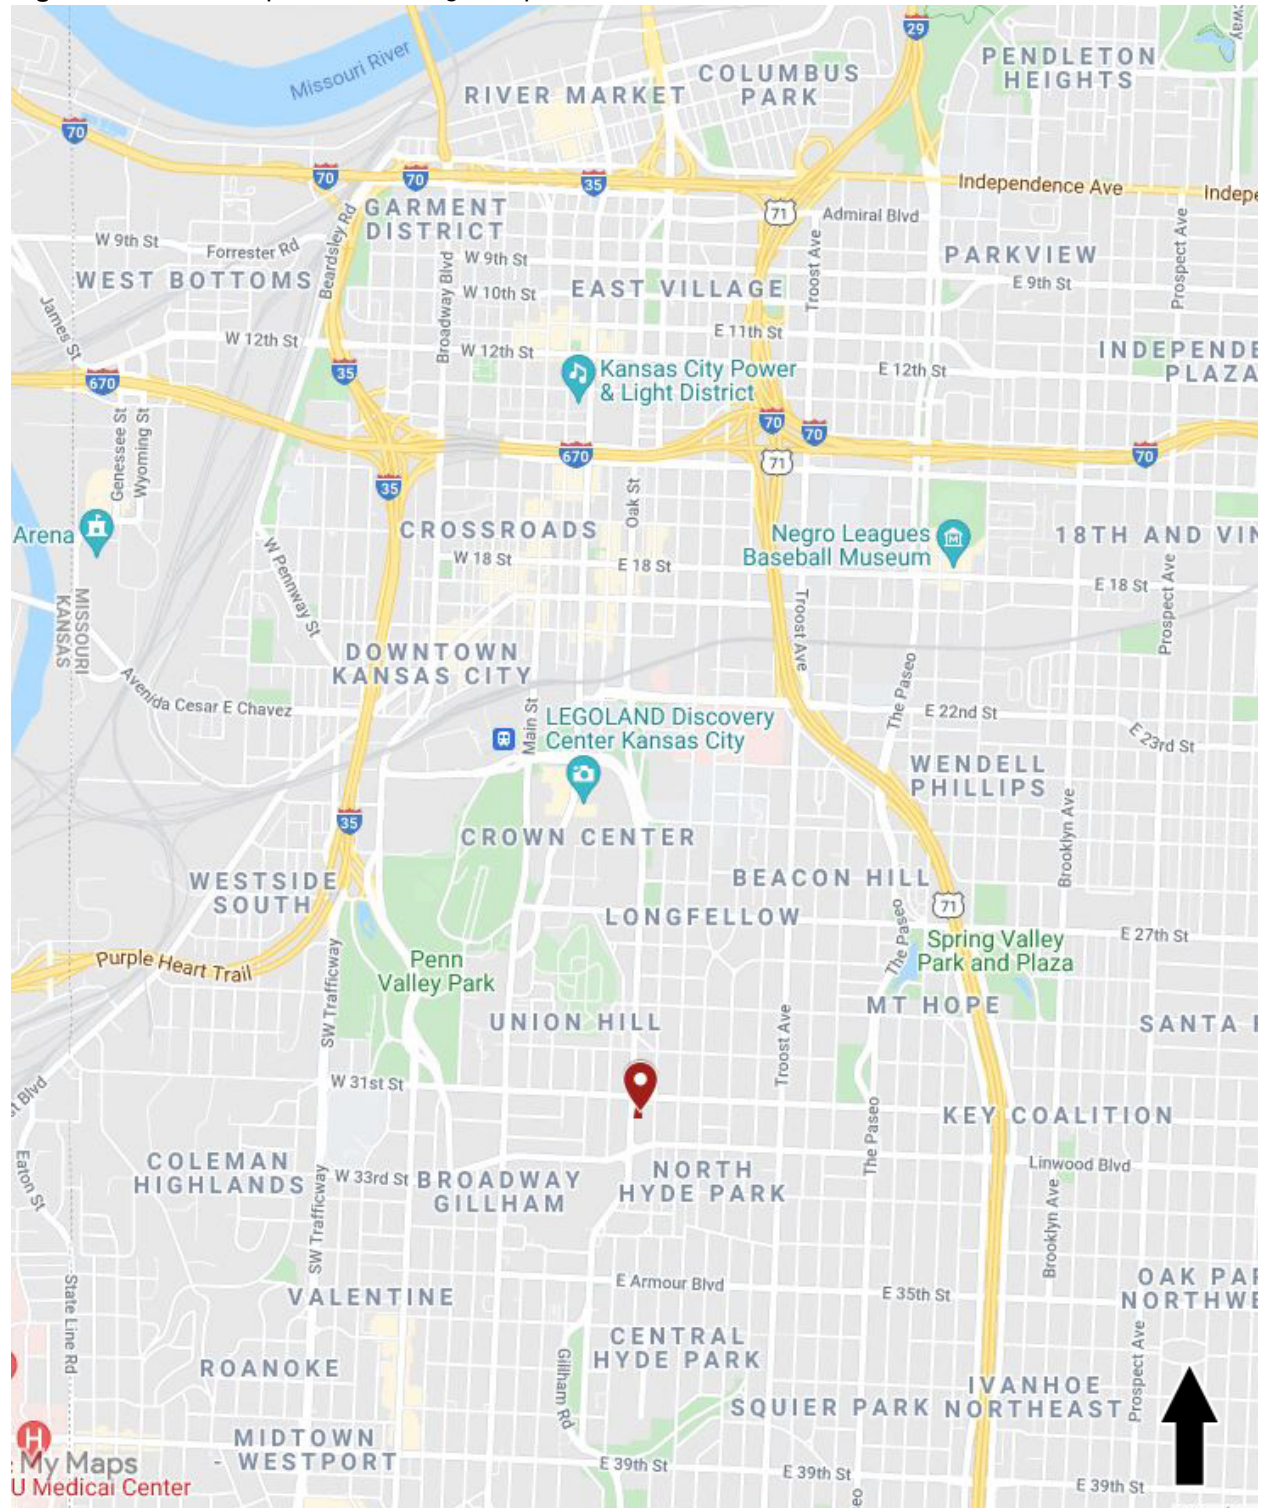 29
PENDLETON
HEIGHTS
Missouri River
COLUMBUS
PARK
RIVER MARKET
70
70
70
35
Independence Ave
71
Admiral Blvd
GARMENT
DISTRICT
Beardsley Rd
W 9th St
Forrester Rd
WEST BOTTOMS
Broadway Blvd
W 9th St
W 10th St
EAST VILLAGE
Troost Ave
PARKVIEW
E 9th St
Prospect Ave
James St
W 12th St
W 12th St
E 11th St
E 12th St
INDEPENDE
PLAZA
670
35
Kansas City Power
& Light District
70
70
Genessee St
Wyoming St
670
71
70
35
Oak St
Arena
CROSSROADS
Negro Leagues
Baseball Museum
18TH AND VIN
W 18 St
E 18 St
E 18 St
W Pennway St
MISSOURI
KANSAS
Troost Ave
Prospect Ave
DOWNTOWN
KANSAS CITY
Avenida Cesar E Chavez
The Paseo
Main St
LEGOLAND Discovery
Center Kansas City
E 22nd St
E 23rd St
WENDELL
PHILLIPS
35
CROWN CENTER
Brooklyn Ave
WESTSIDE
SOUTH
BEACON HILL
71
LONGFELLOW
The Paseo
E 27th St
Purple Heart Trail
Penn
Valley Park
Spring Valley
Park and Plaza
SW Trafficway
MT HOPE
UNION HILL
Troost Ave
SANTA
W 31st St
KEY COALITION
The Paseo
Eaton St
COLEMAN
HIGHLANDS
W 33rd St
BROADWAY
GILLHAM
NORTH
HYDE PARK
Linwood Blvd
SW Trafficway
Brooklyn Ave
State Line Rd
E Armour Blvd
E 35th St
OAK PAR
NORTHWE
VALENTINE
CENTRAL
HYDE PARK
Gillham Rd
Prospect Ave
ROANOKE
IVANHOE
NORTHEAST
SQUIER PARK
H
MIDTOWN
- WESTPORT
E 39th St
E 39th St
E 39th St
My Maps
U Medical Center